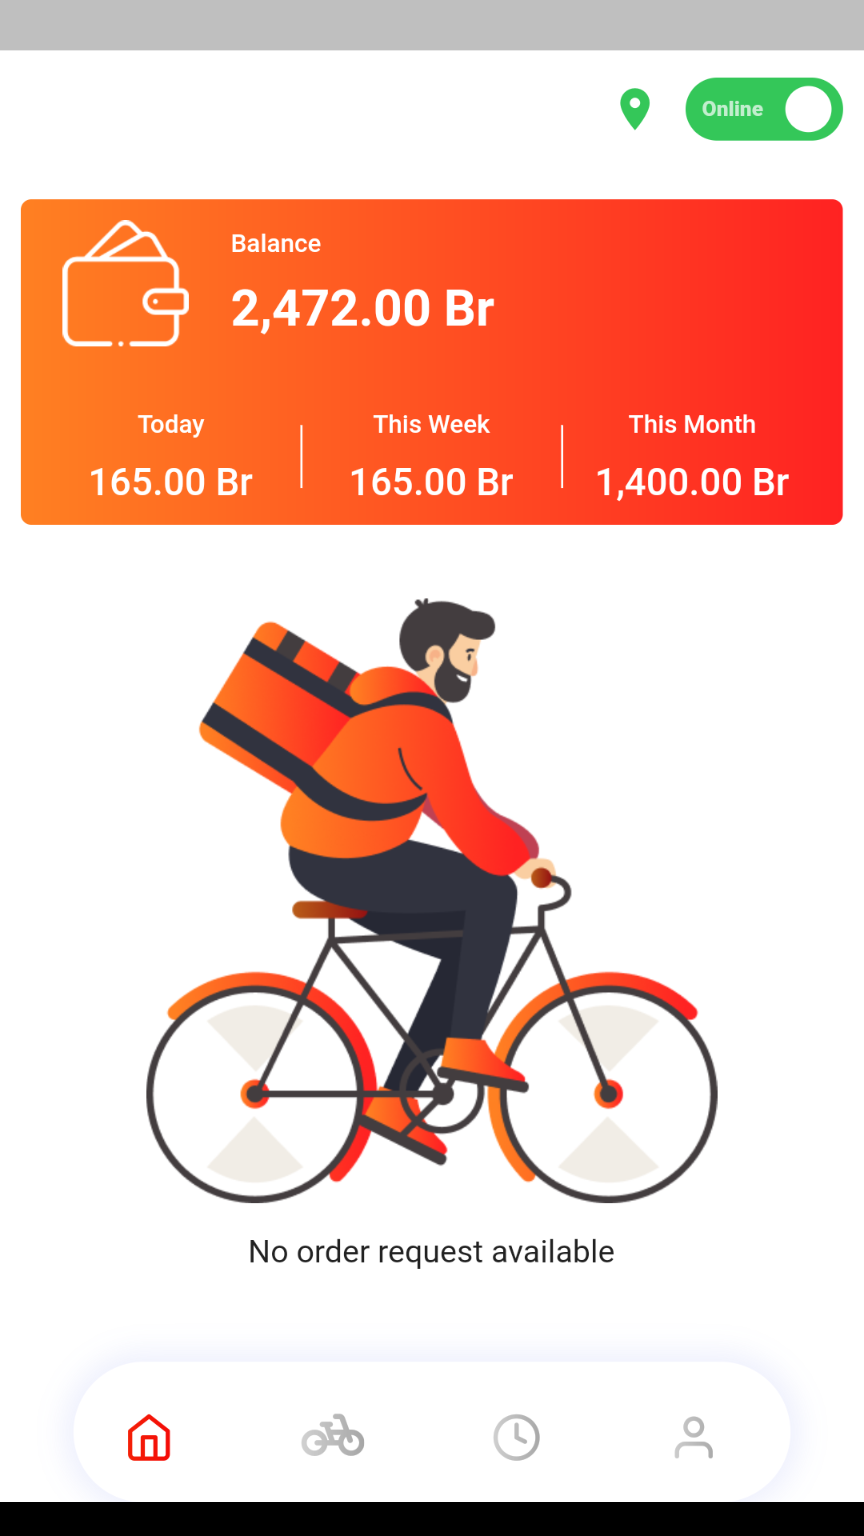 Online
Balance
2,472.00 Br
Today
This Week
This Month
165.00 Br
165.00 Br
1,400.00 Br
No order request available